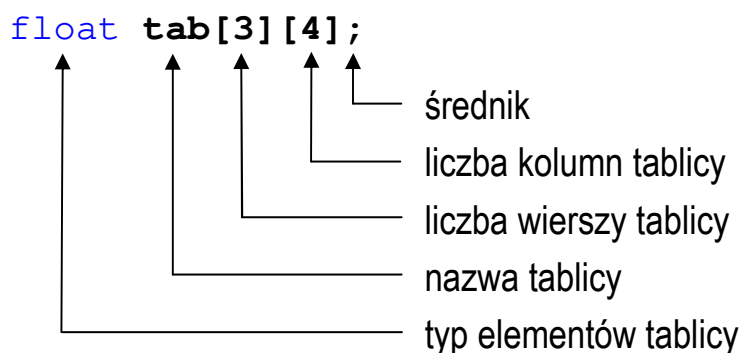 float tab[3][4];
średnik
liczba kolumn tablicy
liczba wierszy tablicy
nazwa tablicy
typ elementów tablicy